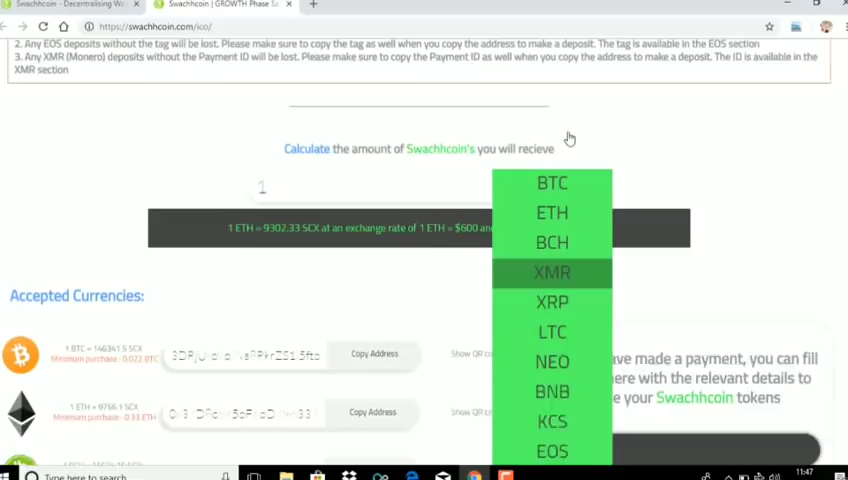 Swachhcoin - Decentralising Wa
Swachhcoin | GROWTH Phase Sa
https://swachhcoin.com/ico/
2. Any EOS deposits without the tag will be lost. Please make sure to copy the tag as well when you copy the address to make a deposit. The tag is available in the EOS section
3. Any XMR (Monero) deposits without the Payment ID will be lost. Please make sure to copy the Payment ID as well when you copy the address to make a deposit. The ID is available in the
XMR section
Calculate the amount of Swachhcoin's you will recieve
1
1 ETH = 9302.33 SCX at an exchange rate of 1 ETH = $600 and
BTC
ETH
BCH
XMR
XRP
LTC
NEO
BNB
KCS
EOS
Accepted Currencies:
1 BTC = 146341.5 SCX
Minimum purchase : 0.022 BTC
Copy Address
Show QR co
1 ETH = 9756.1 SCX
Minimum purchase : 0.33 ETH
Copy Address
Show QR
ave made a payment, you can fill
here with the relevant details to
e your Swachhcoin tokens
Type here to search
11:47